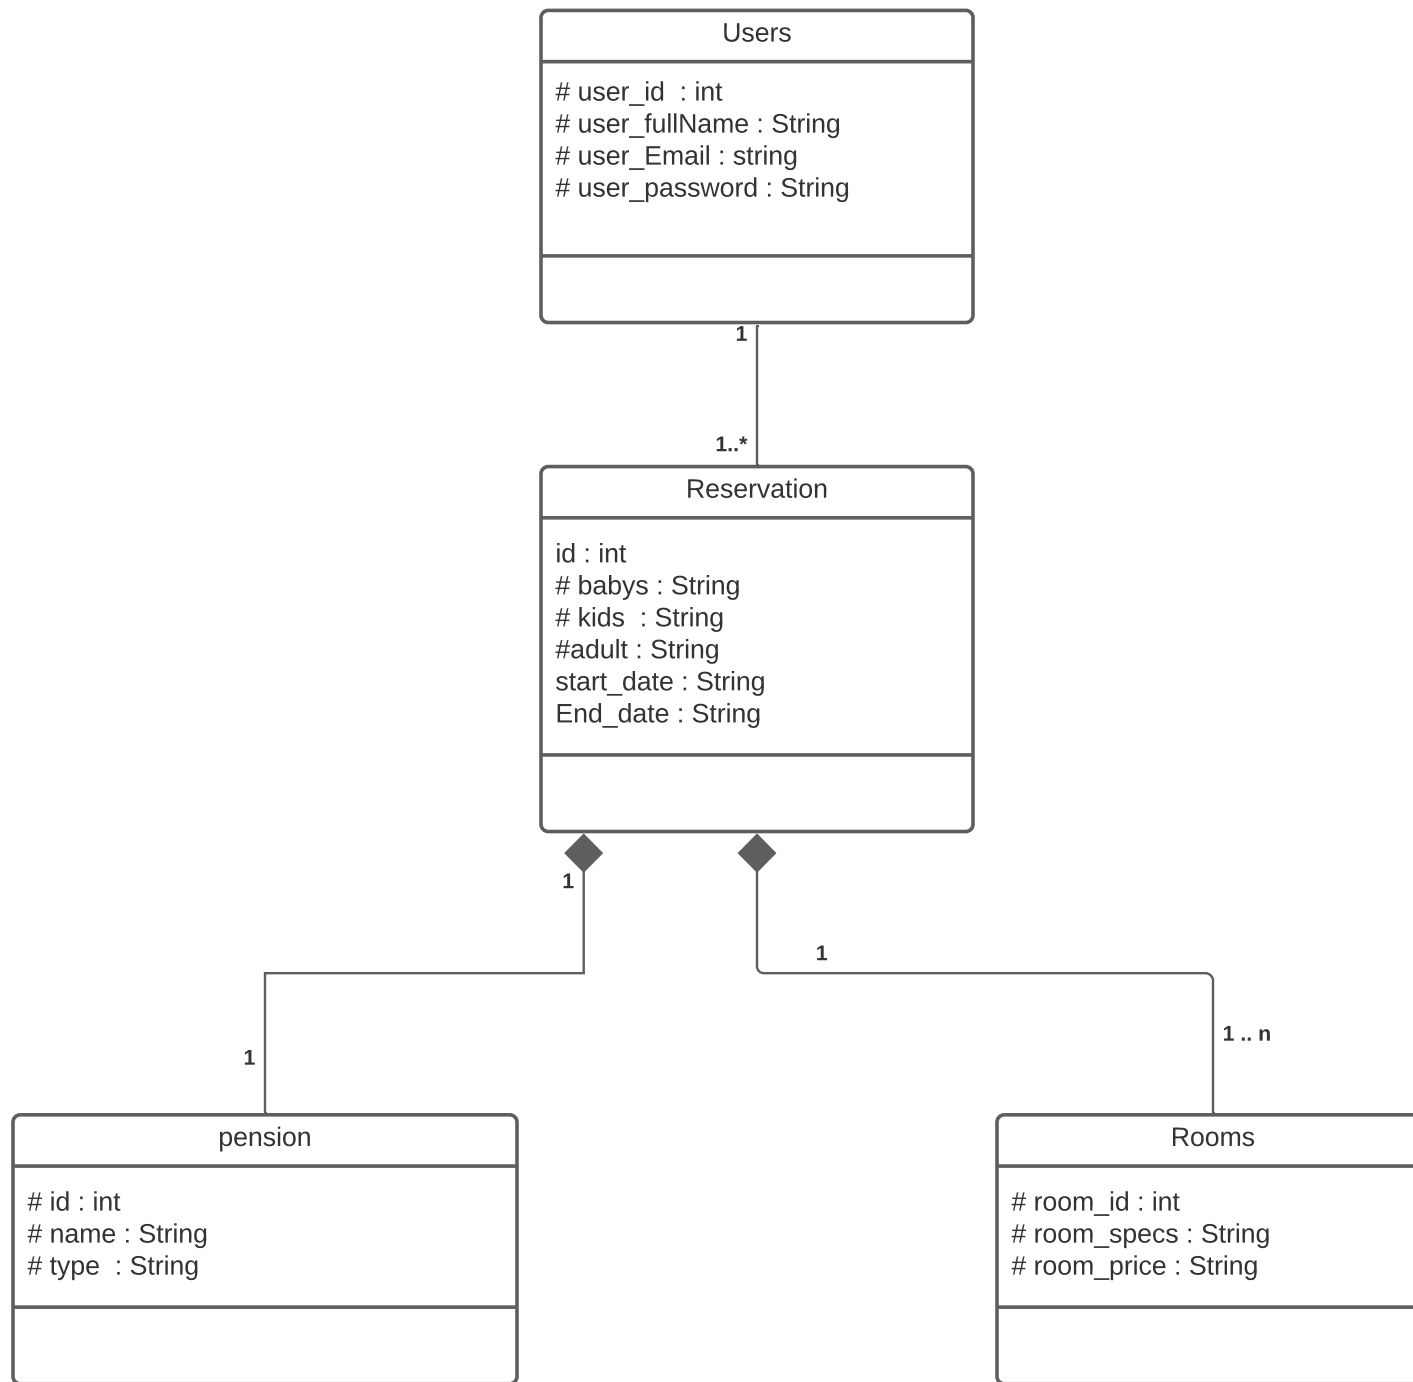 Users
# user_id  : int
# user_fullName : String
# user_Email : string
# user_password : String
1
1..*
Reservation
id : int
# babys : String
# kids  : String
#adult : String
start_date : String
End_date : String
1
1
1
1 .. n
pension
# id : int
# name : String
# type  : String
Rooms
# room_id : int
# room_specs : String
# room_price : String